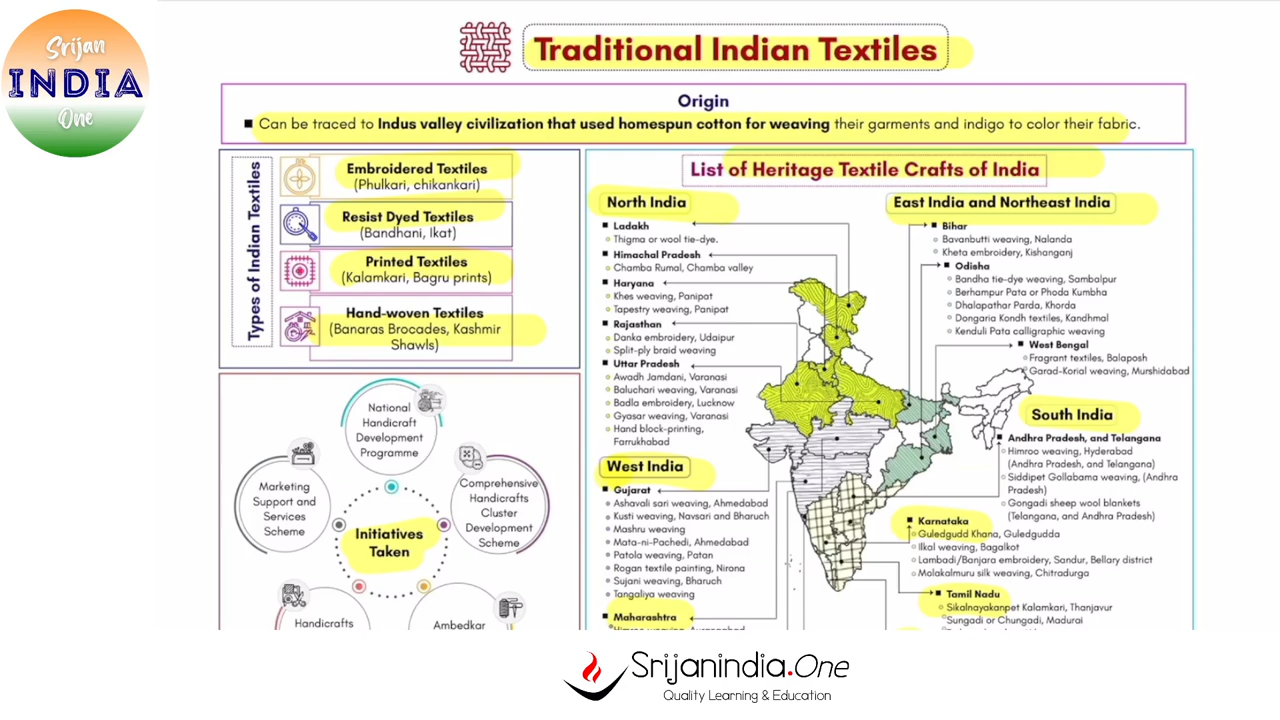 Srijan
INDIA
One
Traditional Indian Textiles
Origin
■ Can be traced to Indus valley civilization that used homespun cotton for weaving their garments and indigo to color their fabric.
Types of Indian Textiles
Embroidered Textiles
(Phulkari, chikankari)
Resist Dyed Textiles
(Bandhani, Ikat)
Printed Textiles
(Kalamkari, Bagru prints)
Hand-woven Textiles
(Banaras Brocades, Kashmir
Shawls)
National
Handicraft
Development
Programme
Marketing
Support and
Services
Scheme
Comprehensive
Handicrafts
Cluster
Development
Scheme
Initiatives
Taken
Handicrafts
Ambedkar
List of Heritage Textile Crafts of India
North India
■ Ladakh
Thigma or wool tie-dye.
■ Himachal Pradesh
Chamba Rumal, Chamba valley
■ Haryana
Khes weaving, Panipat
Tapestry weaving, Panipat
■ Rajasthan
Danka embroidery, Udaipur
Split-ply braid weaving
■ Uttar Pradesh
Awadh Jamdani, Varanasi
Baluchari weaving, Varanasi
Badla embroidery, Lucknow
Gyasar weaving, Varanasi
Hand block-printing,
Farrukhabad
West India
■ Gujarat
Ashavali sari weaving, Ahmedabad
Kusti weaving, Navsari and Bharuch
Mashru weaving
Mata-ni-Pachedi, Ahmedabad
Patola weaving, Patan
Rogan textile painting, Nirona
Sujani weaving, Bharuch
Tangaliya weaving
■ Maharashtra
East India and Northeast India
■ Bihar
Bavanbutti weaving, Nalanda
Kheta embroidery, Kishanganj
■ Odisha
Bandha tie-dye weaving, Sambalpur
Berhampur Pata or Phoda Kumbha
Dhalapathar Parda, Khorda
Dongaria Kondh textiles, Kandhmal
Kenduli Pata calligraphic weaving
■ West Bengal
Fragrant textiles, Balaposh
Garad-Korial weaving, Murshidabad
South India
■ Andhra Pradesh, and Telangana
Himroo weaving, Hyderabad
(Andhra Pradesh, and Telangana)
Siddipet Gollabama weaving, (Andhra
Pradesh)
Gongadi sheep wool blankets
(Telangana, and Andhra Pradesh)
■ Karnataka
Guledgudd Khana, Guledgudda
Ilkal weaving, Bagalkot
Lambadi/Banjara embroidery, Sandur, Bellary district
Molakalmuru silk weaving, Chitradurga
■ Tamil Nadu
Sikalnayakanpet Kalamkari, Thanjavur
Sungadi or Chungadi, Madurai
Srijanindia.One
Quality Learning & Education